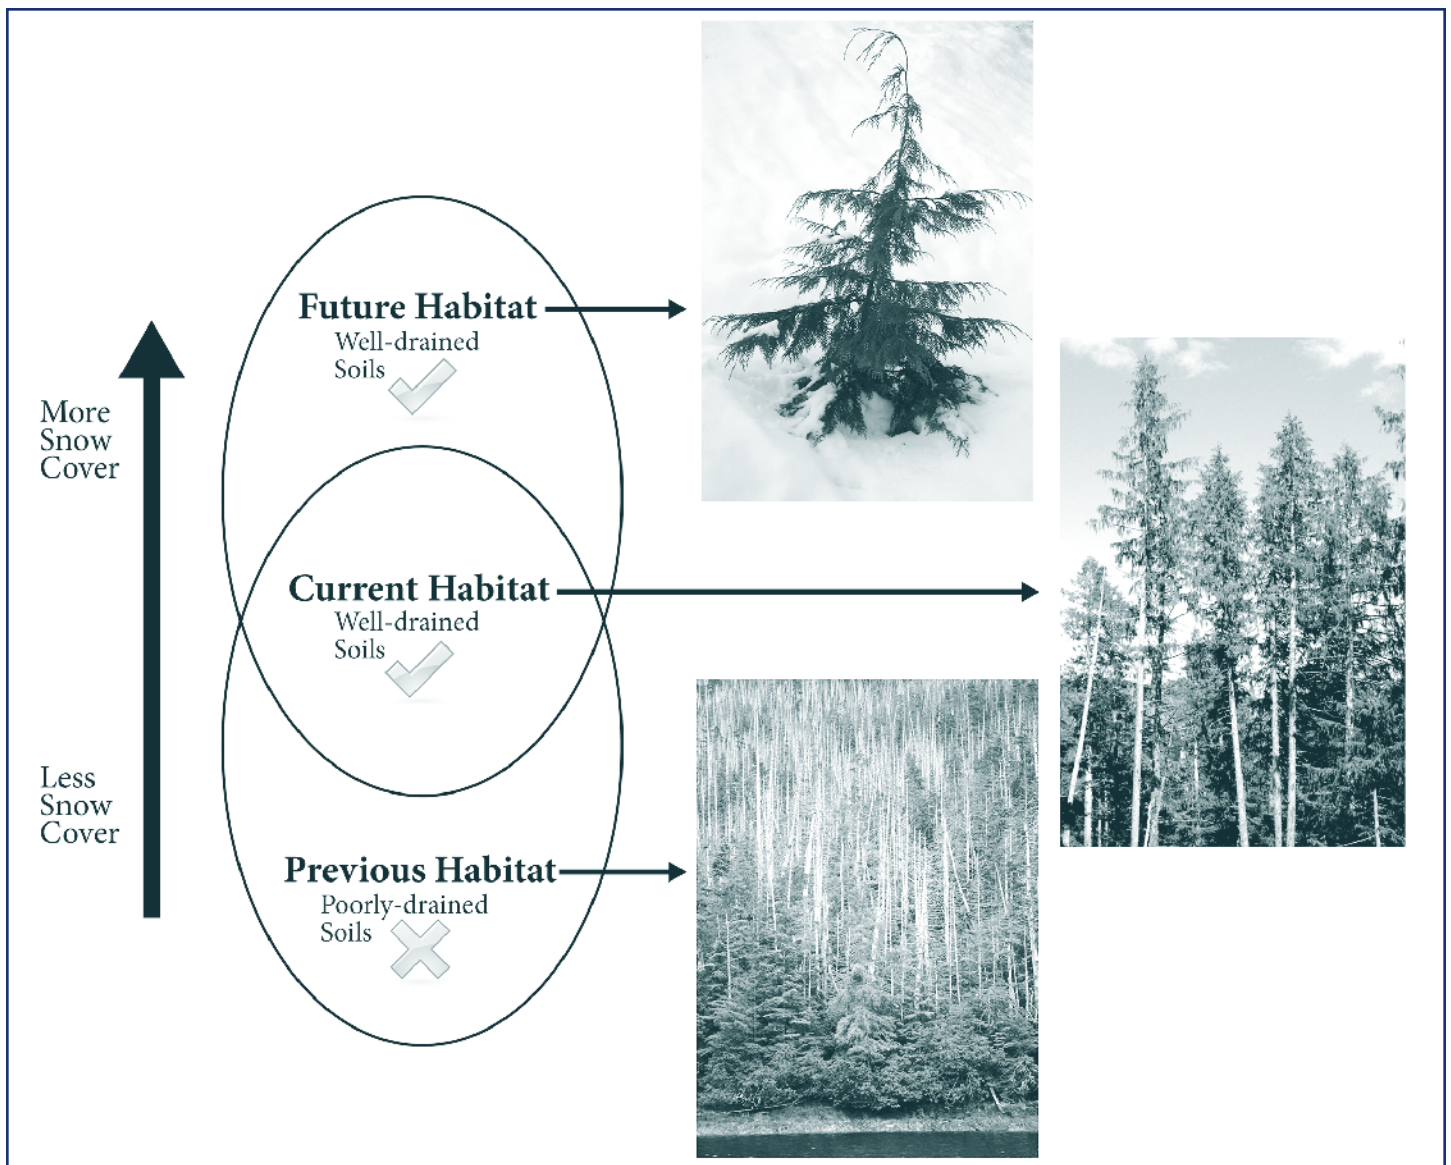 Future Habitat
Well-drained
Soils
More
Snow
Cover
Current Habitat
Well-drained
Soils
Less
Snow
Cover
Previous Habitat
Poorly-drained
Soils